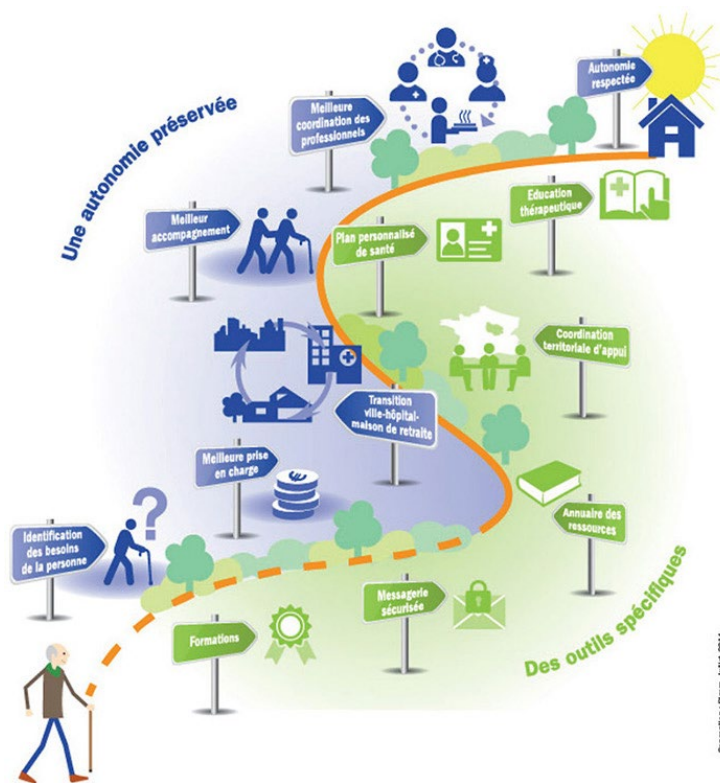 Autonomie
respectée
Meilleure
coordination des
professionnels
Une autonomie préservée
Education
thérapeutique
Meilleur
accompagnement
Plan personnalisé
de santé
Coordination
territoriale d'appui
Transition
ville-hôpital-
maison de retraite
Meilleure prise
en charge
Annuaire des
ressources
Identification
des besoins
de la personne
Messagerie
sécurisée
Formations
Des outils spécifiques